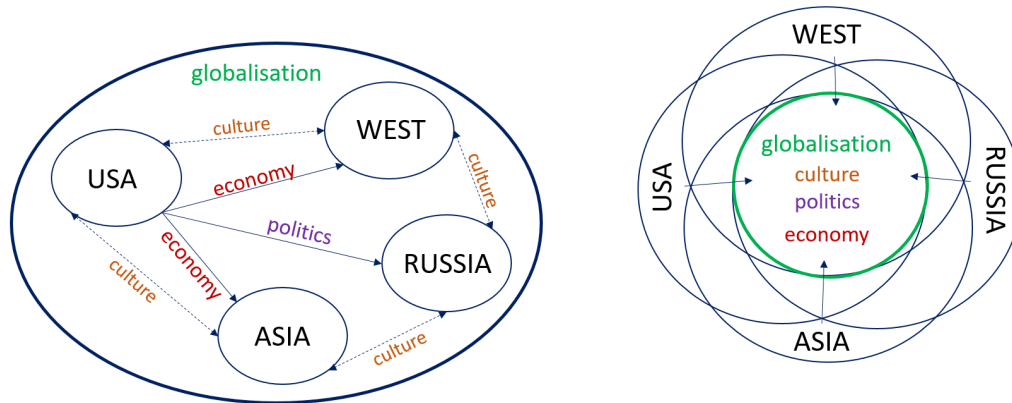 globalisation
culture
WEST
USA
economy
culture
politics
RUSSIA
economy
culture
ASIA
culture
WEST
globalisation
culture
politics
economy
USA
RUSSIA
ASIA